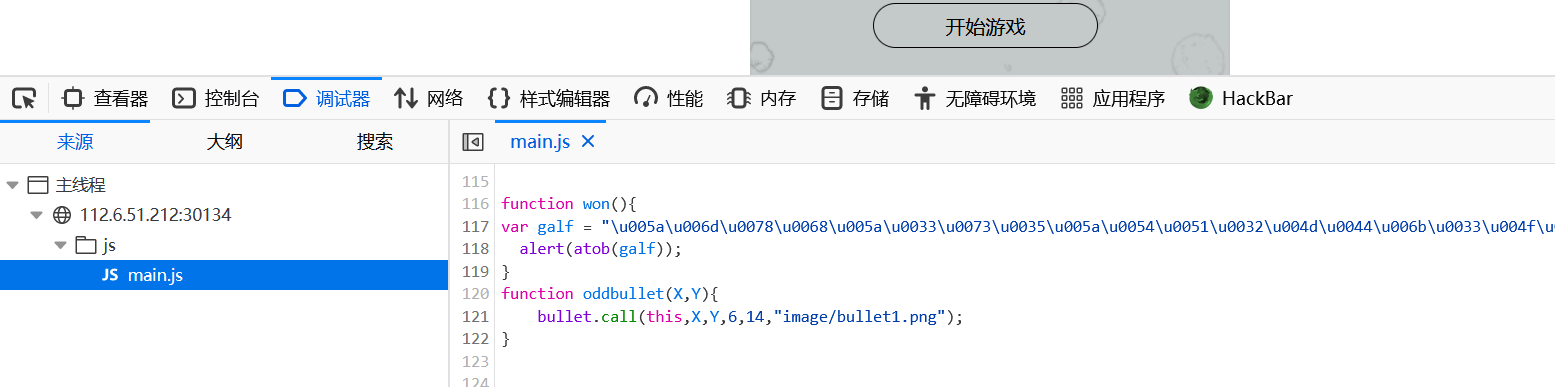 开始游戏
查看器 控制台 调试器 网络 样式编辑器 性能 内存 存储 无障碍环境 应用程序 HackBar
来源 大纲 搜索
main.js
主线程
112.6.51.212:30134
js
JS main.js
115
116 function won(){
117 var galf = "\u005a\u006d\u0078\u0068\u005a\u0033\u0073\u0035\u005a\u0054\u0051\u0032\u004d\u0044\u006b\u0033\u004f\u0
118 alert(atob(galf));
119 }
120 function oddbullet(X,Y){
121 bullet.call(this,X,Y,6,14,"image/bullet1.png");
122 }
123
124